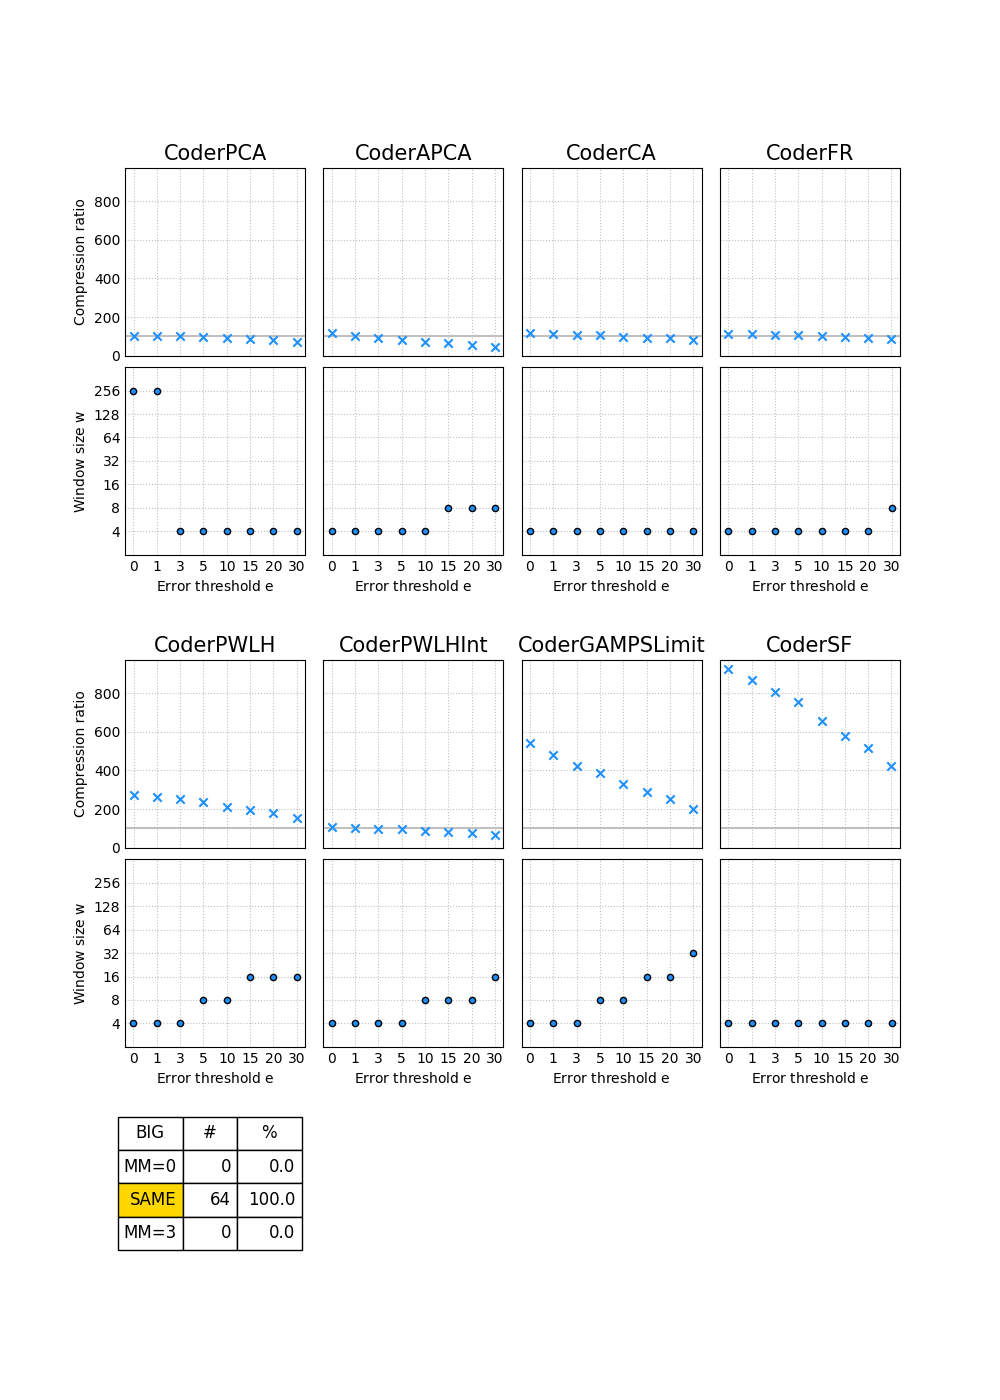 CoderPCA CoderAPCA CoderCA CoderFR
Compression ratio
800
600
400
200
0
Window size w
256
128
64
32
16
8
4
0 1 3 5 10 15 20 30 0 1 3 5 10 15 20 30 0 1 3 5 10 15 20 30 0 1 3 5 10 15 20 30
Error threshold e Error threshold e Error threshold e Error threshold e
CoderPWLH CoderPWLHInt CoderGAMPSLimit CoderSF
Compression ratio
800
600
400
200
0
Window size w
256
128
64
32
16
8
4
0 1 3 5 10 15 20 30 0 1 3 5 10 15 20 30 0 1 3 5 10 15 20 30 0 1 3 5 10 15 20 30
Error threshold e Error threshold e Error threshold e Error threshold e
BIG # %
MM=0 0 0.0
SAME 64 100.0
MM=3 0 0.0